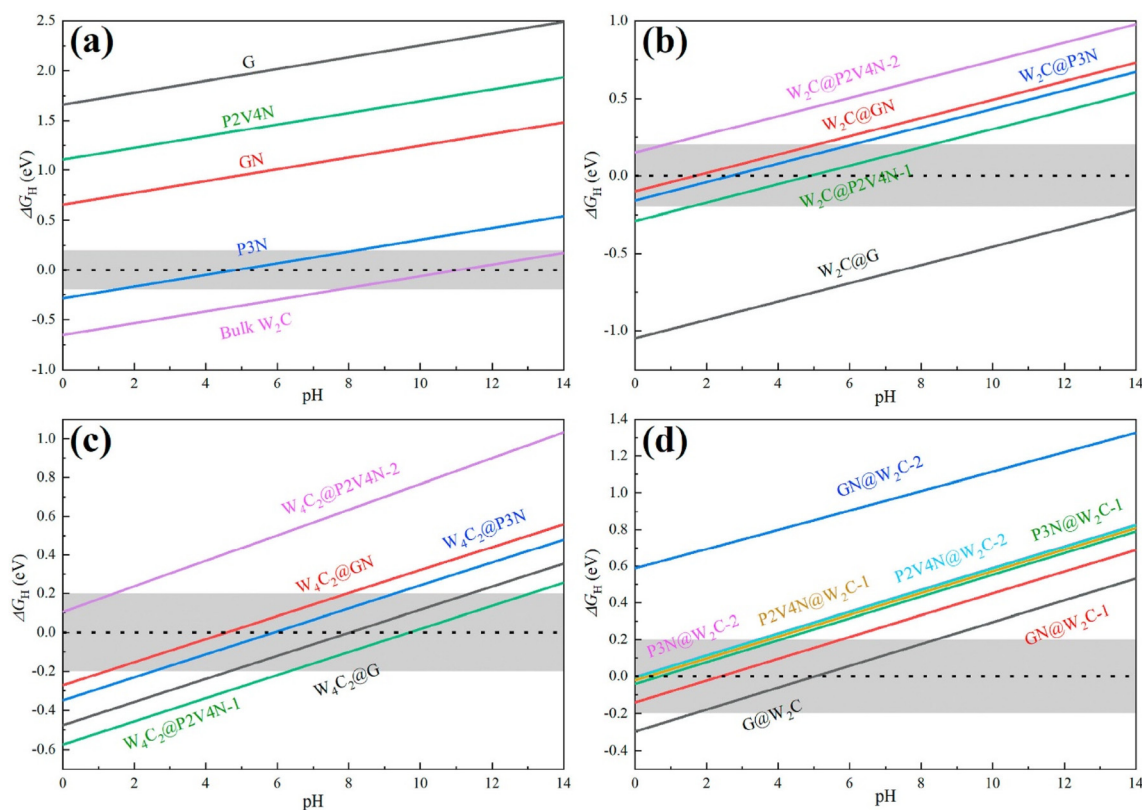 (a)
G
P2V4N
GN
P3N
Bulk W₂C
2.5
2.0
1.5
1.0
0.5
0.0
-0.5
-1.0
ΔG_H (eV)
0 2 4 6 8 10 12 14
pH
(b)
W₂C@P2V4N-2
W₂C@P3N
W₂C@GN
W₂C@P2V4N-1
W₂C@G
1.0
0.5
0.0
-0.5
-1.0
ΔG_H (eV)
0 2 4 6 8 10 12 14
pH
(c)
W₄C₂@P2V4N-2
W₄C₂@P3N
W₄C₂@GN
W₄C₂@G
W₄C₂@P2V4N-1
1.0
0.8
0.6
0.4
0.2
0.0
-0.2
-0.4
-0.6
ΔG_H (eV)
0 2 4 6 8 10 12 14
pH
(d)
GN@W₂C-2
P3N@W₂C-1
P2V4N@W₂C-2
P2V4N@W₂C-1
P3N@W₂C-2
GN@W₂C-1
G@W₂C
1.4
1.2
1.0
0.8
0.6
0.4
0.2
0.0
-0.2
-0.4
ΔG_H (eV)
0 2 4 6 8 10 12 14
pH